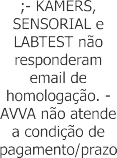 ;- KAMERS,
SENSORIAL e
LABTEST não
responderam
email de
homologação. -
AVVA não atende
a condição de
pagamento/prazo